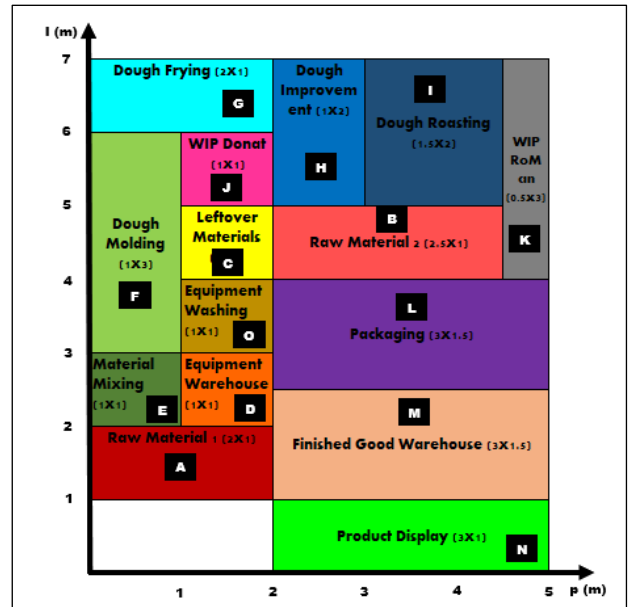 l (m)
7
6
5
4
3
2
1
Dough Frying (2X1)
G
Dough
Improvem
ent (1X2)
H
I
Dough Roasting
(1.5X2)
WIP
RoM
an
(0.5X3)
K
WIP Donat
(1X1)
J
Dough
Molding
(1X3)
F
Leftover
Materials
C
B
Raw Material 2 (2.5X1)
Equipment
Washing
(1X1)
O
L
Packaging (3X1.5)
Material
Mixing
(1X1)
E
Equipment
Warehouse
(1X1)
D
M
Finished Good Warehouse (3X1.5)
Raw Material 1 (2X1)
A
Product Display (3X1)
N
1
2
3
4
5
p (m)